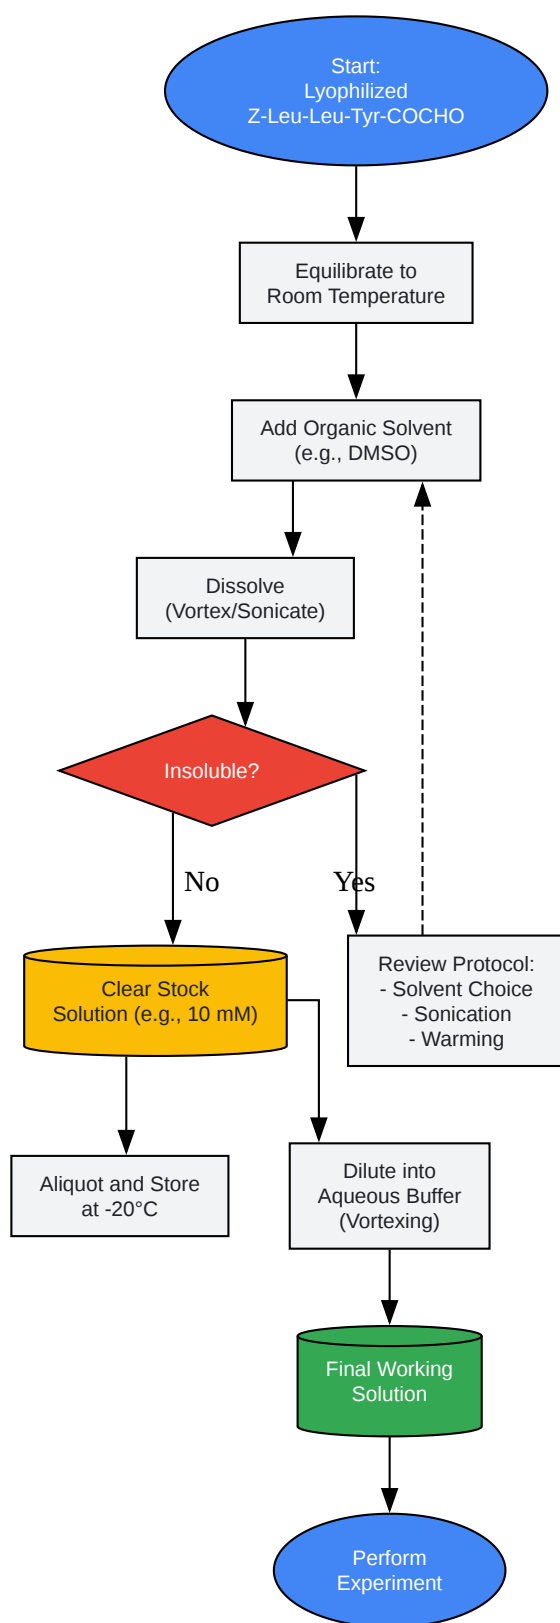 Start:
Lyophilized
Z-Leu-Leu-Tyr-COCHO
Equilibrate to
Room Temperature
Add Organic Solvent
(e.g., DMSO)
Dissolve
(Vortex/Sonicate)
Insoluble?
No
Yes
Clear Stock
Solution (e.g., 10 mM)
Review Protocol:
- Solvent Choice
- Sonication
- Warming
Aliquot and Store
at -20°C
Dilute into
Aqueous Buffer
(Vortexing)
Final Working
Solution
Perform
Experiment